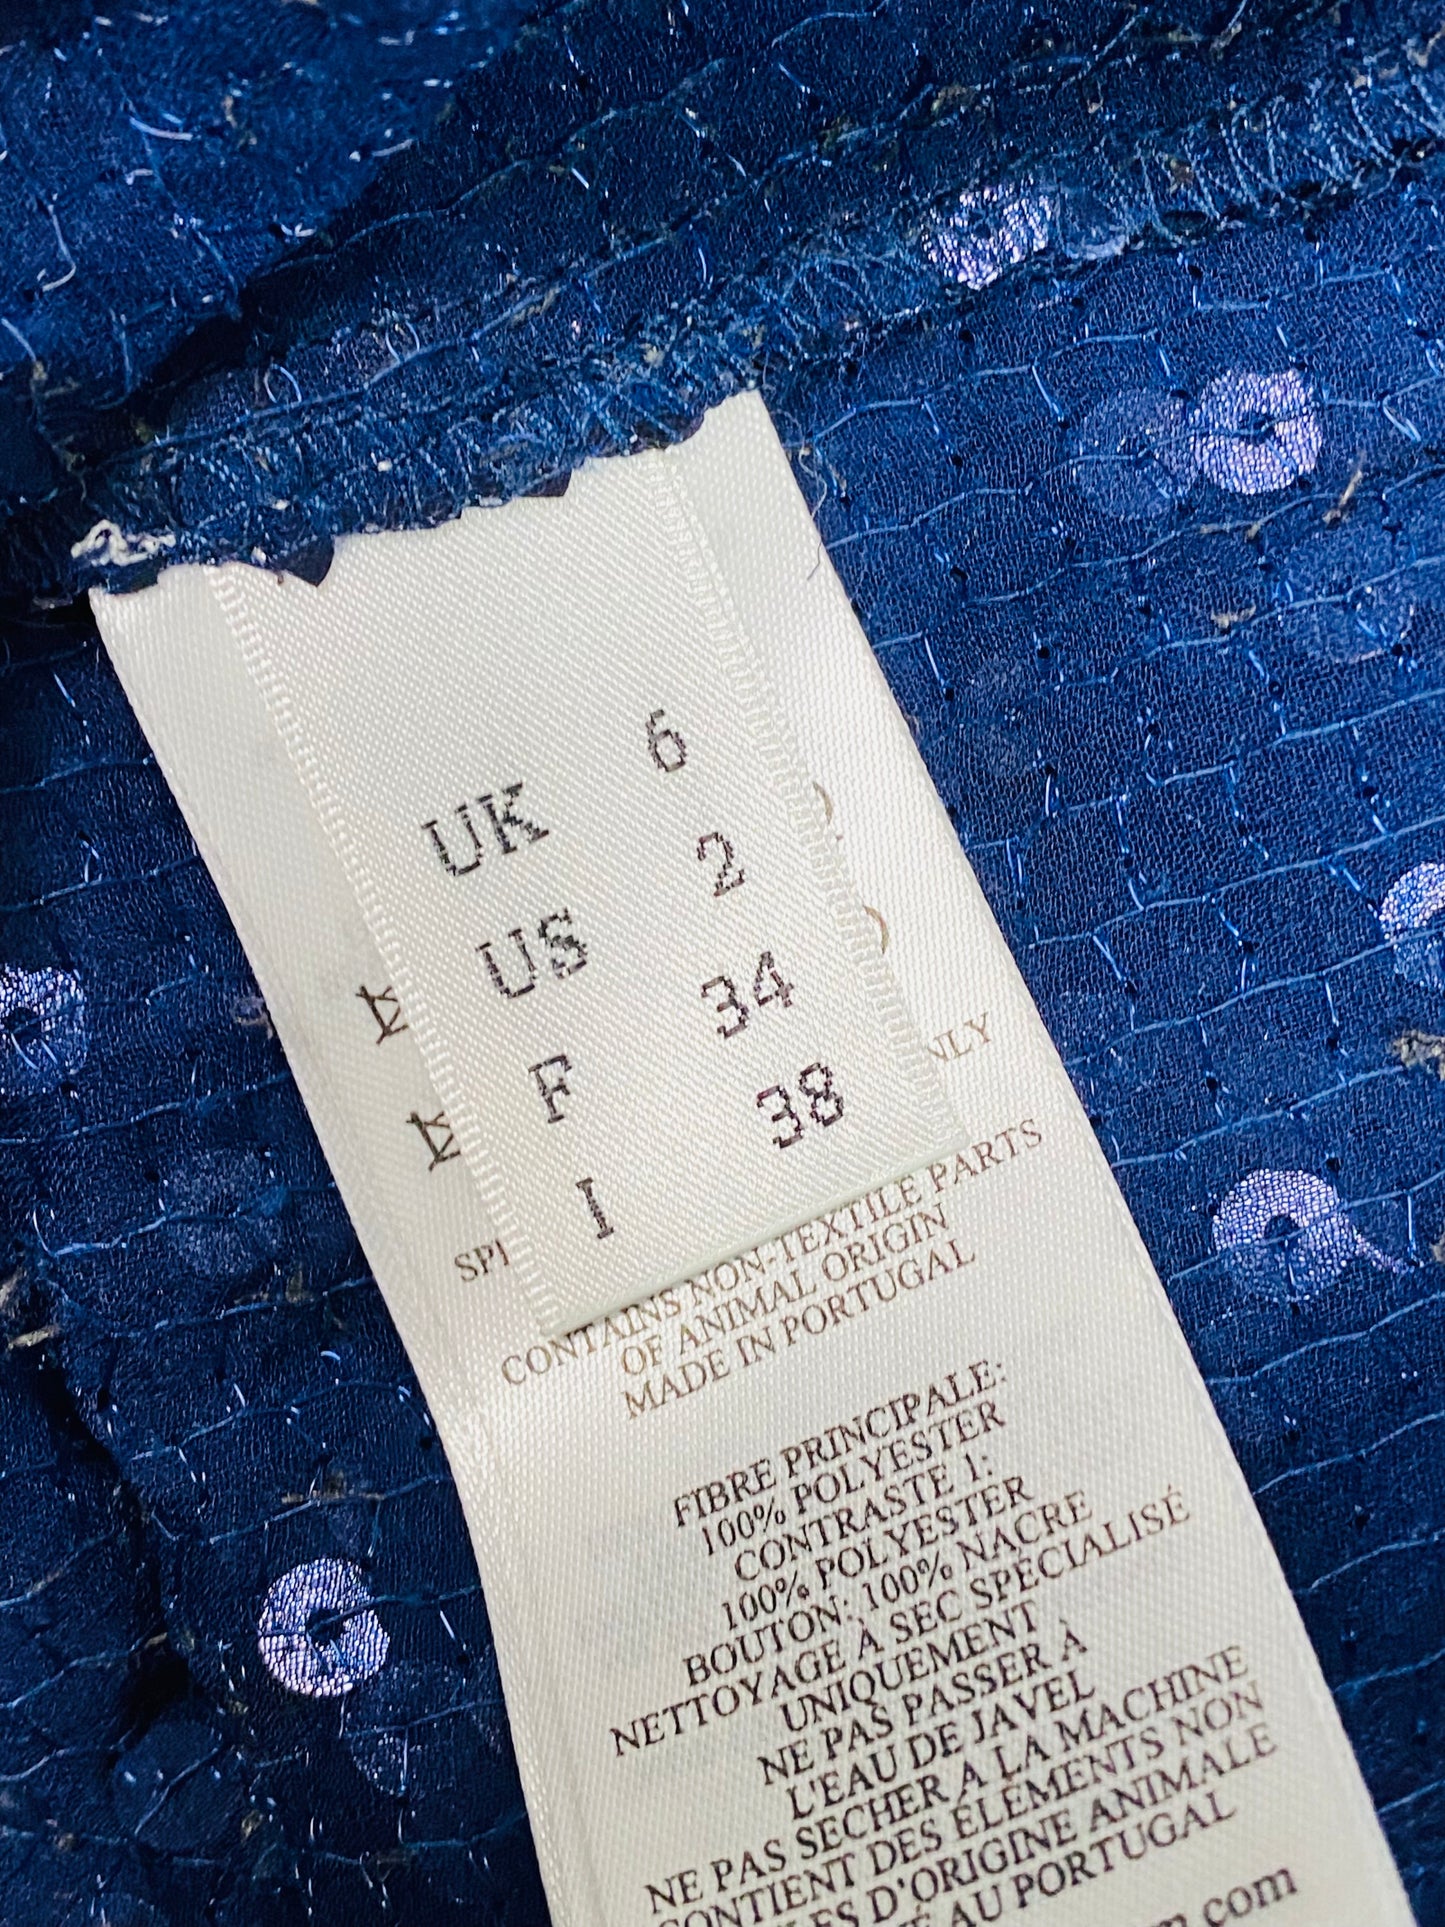 UK 6
US 2
F 34
I 38
CONTAINS NON-TEXTILE PARTS
OF ANIMAL ORIGIN
MADE IN PORTUGAL
FIBRE PRINCIPALE:
100% POLYESTER
CONTRASTE 1:
100% POLYESTER
BOUTON: 100% NACRE
NETTOYAGE À SEC SPÉCIALISÉ
UNIQUEMENT
NE PAS PASSER À
L'EAU DE JAVEL
NE PAS SECHER A LA MACHINE
CONTIENT DES ÉLÉMENTS NON
D'ORIGINE ANIMALE
AU PORTUGAL